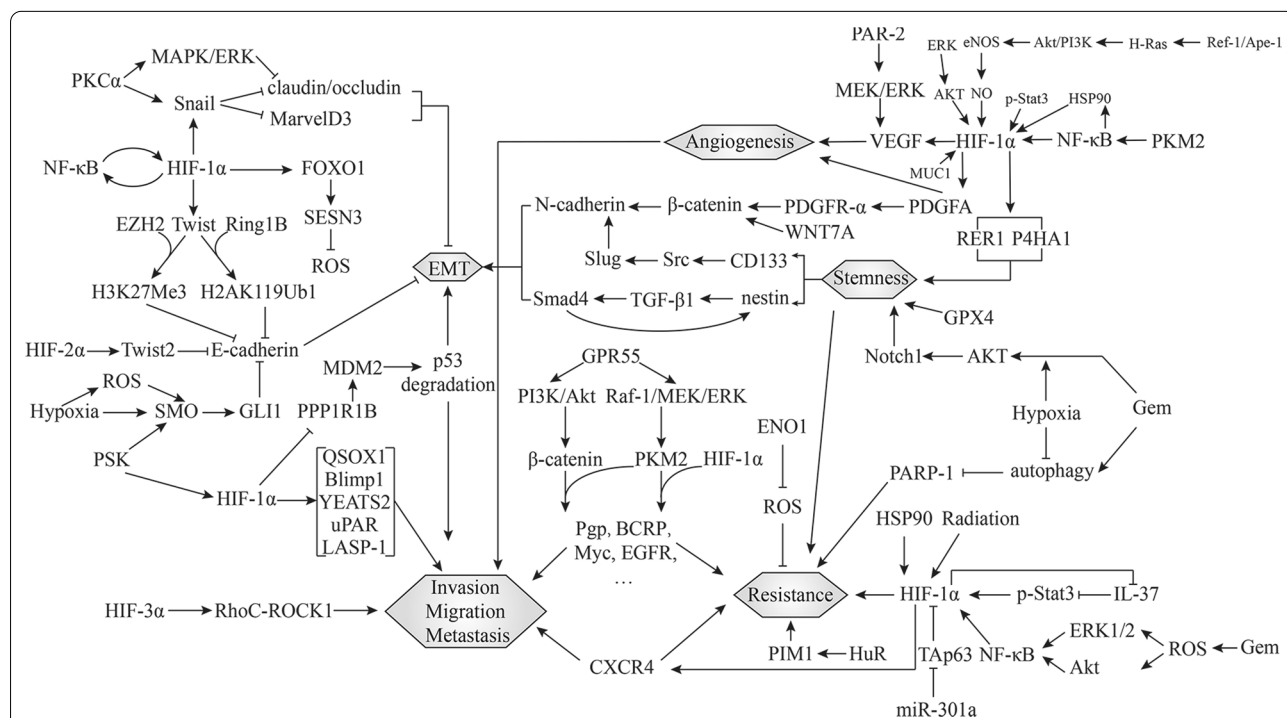 PAR-2
ERK
eNOS
Akt/PI3K
H-Ras
Ref-1/Ape-1
MAPK/ERK
PKCα
claudin/occludin
Snail
MarvelD3
MEK/ERK
AKT
NO
p-Stat3
HSP90
Angiogenesis
VEGF
HIF-1α
NF-κB
PKM2
MUC1
NF-κB
HIF-1α
FOXO1
SESN3
ROS
EZH2
Twist
Ring1B
H3K27Me3
H2AK119Ub1
N-cadherin
β-catenin
PDGFR-α
PDGFA
WNT7A
RER1
P4HA1
EMT
Slug
Src
CD133
Stemness
Smad4
TGF-β1
nestin
GPX4
HIF-2α
Twist2
E-cadherin
MDM2
p53
degradation
GPR55
Notch1
AKT
ROS
Hypoxia
SMO
GLI1
PPP1R1B
PI3K/Akt
Raf-1/MEK/ERK
ENO1
Hypoxia
Gem
PSK
HIF-1α
QSOX1
Blimp1
YEATS2
uPAR
LASP-1
β-catenin
PKM2
HIF-1α
ROS
PARP-1
autophagy
Pgp, BCRP,
Myc, EGFR,
...
HSP90
Radiation
HIF-3α
RhoC-ROCK1
Invasion
Migration
Metastasis
Resistance
HIF-1α
p-Stat3
IL-37
CXCR4
PIM1
HuR
TAp63
NF-κB
ERK1/2
Akt
ROS
Gem
miR-301a